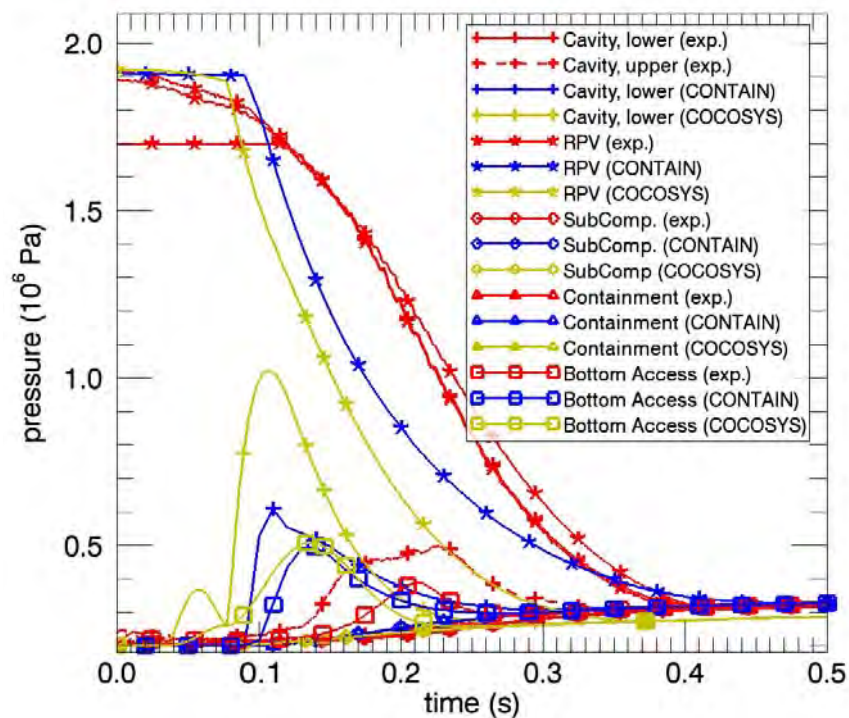 2.0
1.5
1.0
0.5
0.0
0.1
0.2
0.3
0.4
0.5
pressure (10⁶ Pa)
time (s)
Cavity, lower (exp.)
Cavity, upper (exp.)
Cavity, lower (CONTAIN)
Cavity, lower (COCOSYS)
RPV (exp.)
RPV (CONTAIN)
RPV (COCOSYS)
SubComp. (exp.)
SubComp. (CONTAIN)
SubComp (COCOSYS)
Containment (exp.)
Containment (CONTAIN)
Containment (COCOSYS)
Bottom Access (exp.)
Bottom Access (CONTAIN)
Bottom Access (COCOSYS)